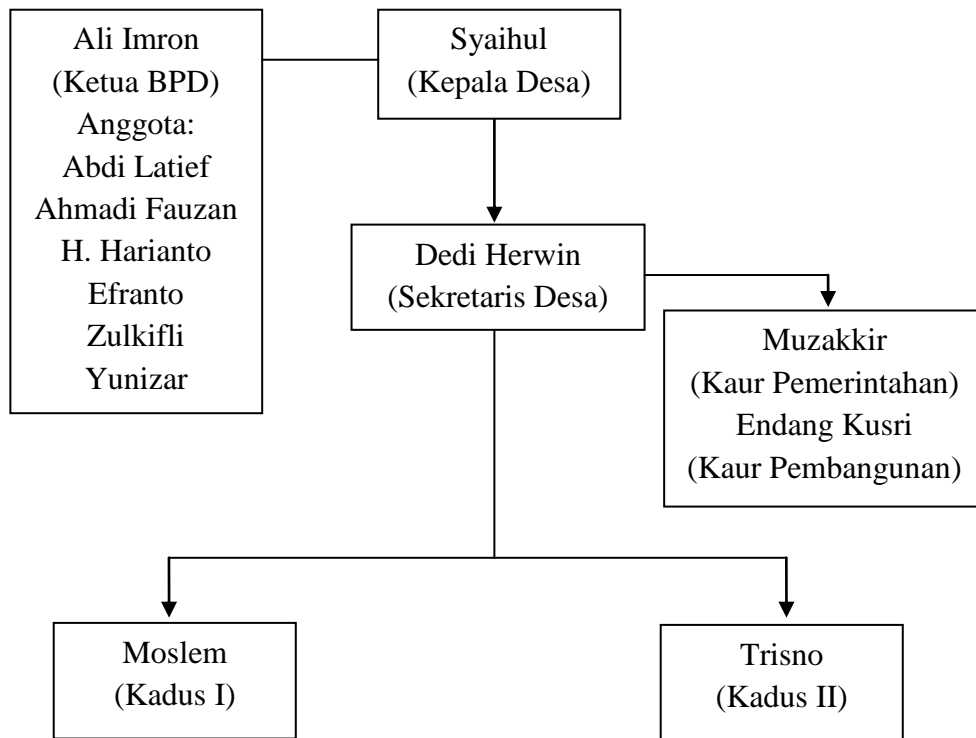 Ali Imron
(Ketua BPD)
Anggota:
Abdi Latief
Ahmadi Fauzan
H. Harianto
Efranto
Zulkifli
Yunizar
Syaihul
(Kepala Desa)
Dedi Herwin
(Sekretaris Desa)
Muzakkir
(Kaur Pemerintahan)
Endang Kusri
(Kaur Pembangunan)
Moslem
(Kadus I)
Trisno
(Kadus II)